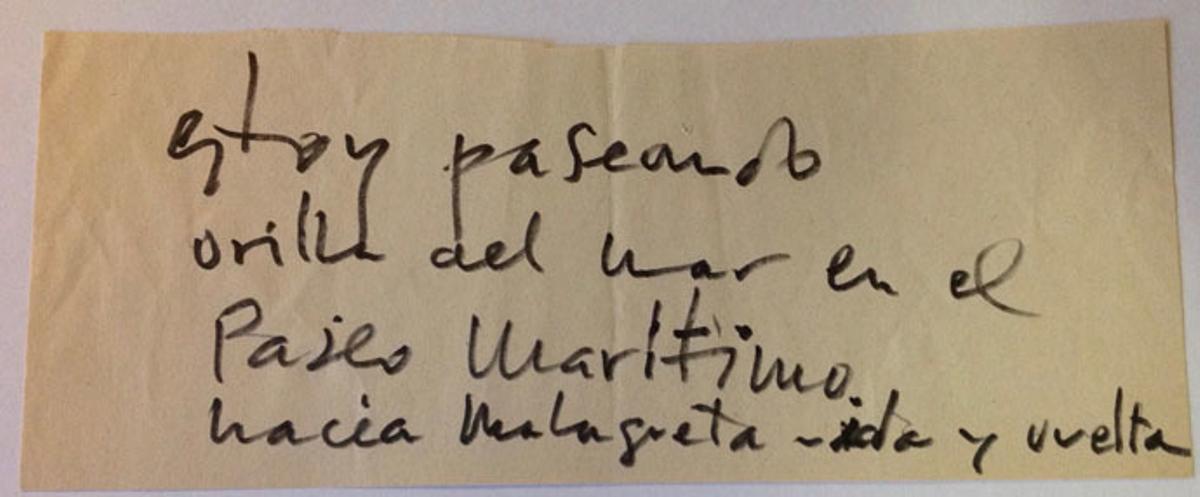 estoy paseando
orilla del mar en el
Paseo Marítimo.
hacia Malagueta - ida y vuelta